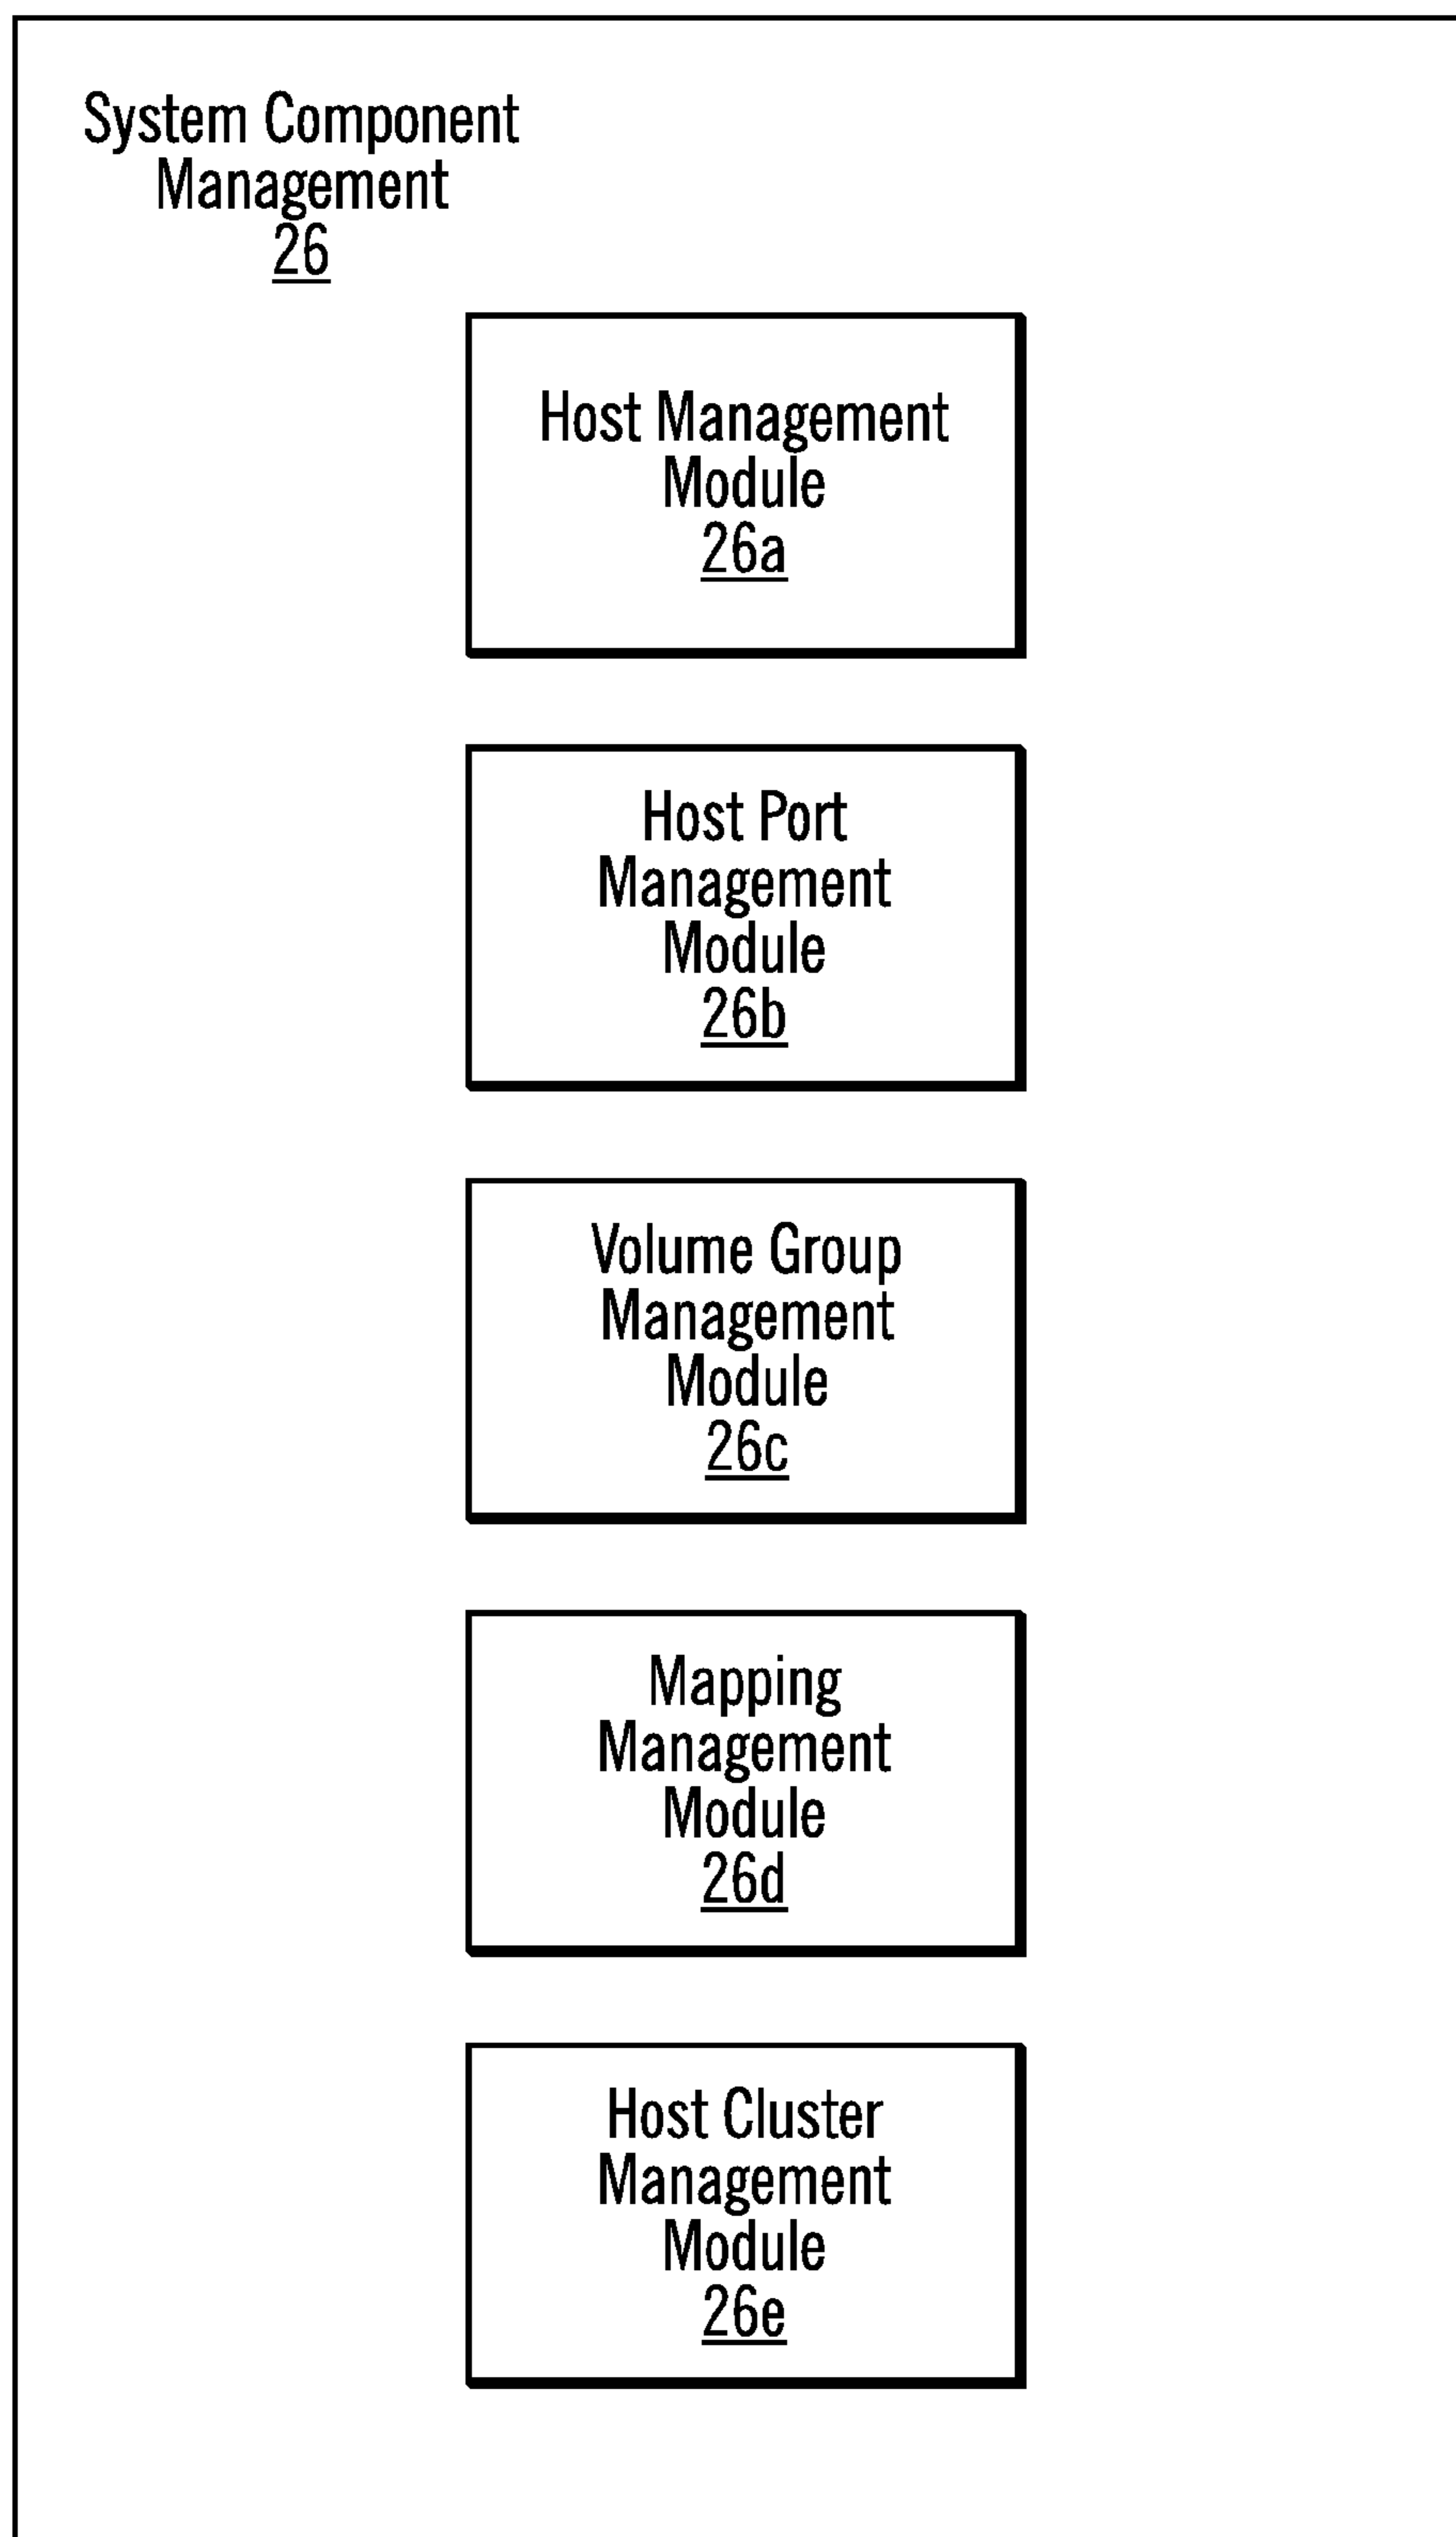 System Component
Management
26
Host Management
Module
26a
Host Port
Management
Module
26b
Volume Group
Management
Module
26c
Mapping
Management
Module
26d
Host Cluster
Management
Module
26e